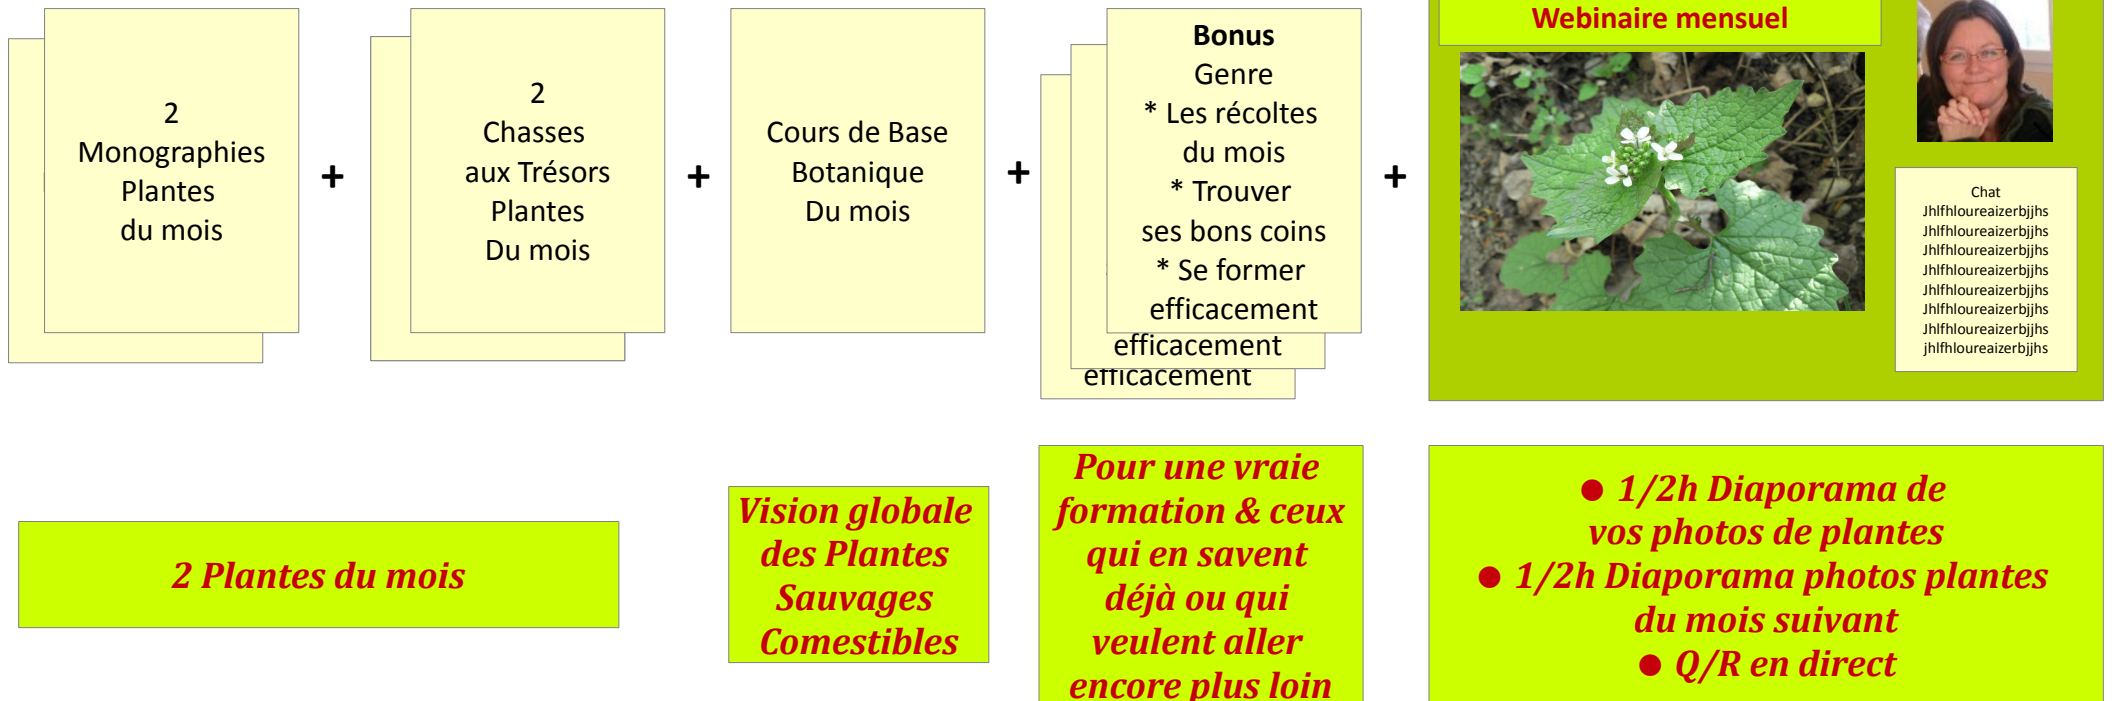 2
Monographies
Plantes
du mois
+
2
Chasses
aux Trésors
Plantes
Du mois
+
Cours de Base
Botanique
Du mois
+
Bonus
Genre
* Les récoltes
du mois
* Trouver
ses bons coins
* Se former
efficacement
efficacement
efficacement
+
Webinaire mensuel
Chat
Jhlfhloureaizerbjjhs
Jhlfhloureaizerbjjhs
Jhlfhloureaizerbjjhs
Jhlfhloureaizerbjjhs
Jhlfhloureaizerbjjhs
Jhlfhloureaizerbjjhs
Jhlfhloureaizerbjjhs
jhlfhloureaizerbjjhs
2 Plantes du mois
Vision globale
des Plantes
Sauvages
Comestibles
Pour une vraie
formation & ceux
qui en savent
déjà ou qui
veulent aller
encore plus loin
● 1/2h Diaporama de
vos photos de plantes
● 1/2h Diaporama photos plantes
du mois suivant
● Q/R en direct